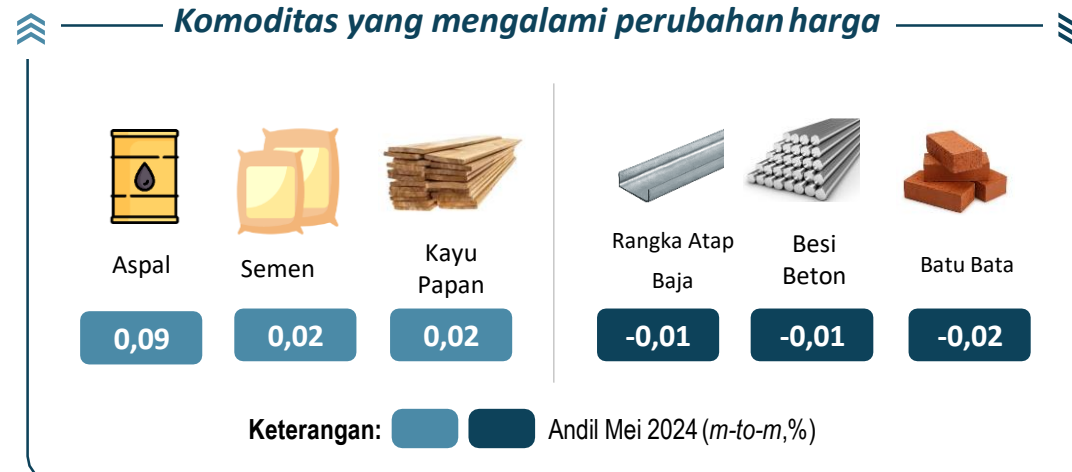 Komoditas yang mengalami perubahan harga
Aspal
Semen
Kayu
Papan
Rangka Atap
Baja
Besi
Beton
Batu Bata
0,09
0,02
0,02
-0,01
-0,01
-0,02
Keterangan: Andil Mei 2024 (m-to-m,%)